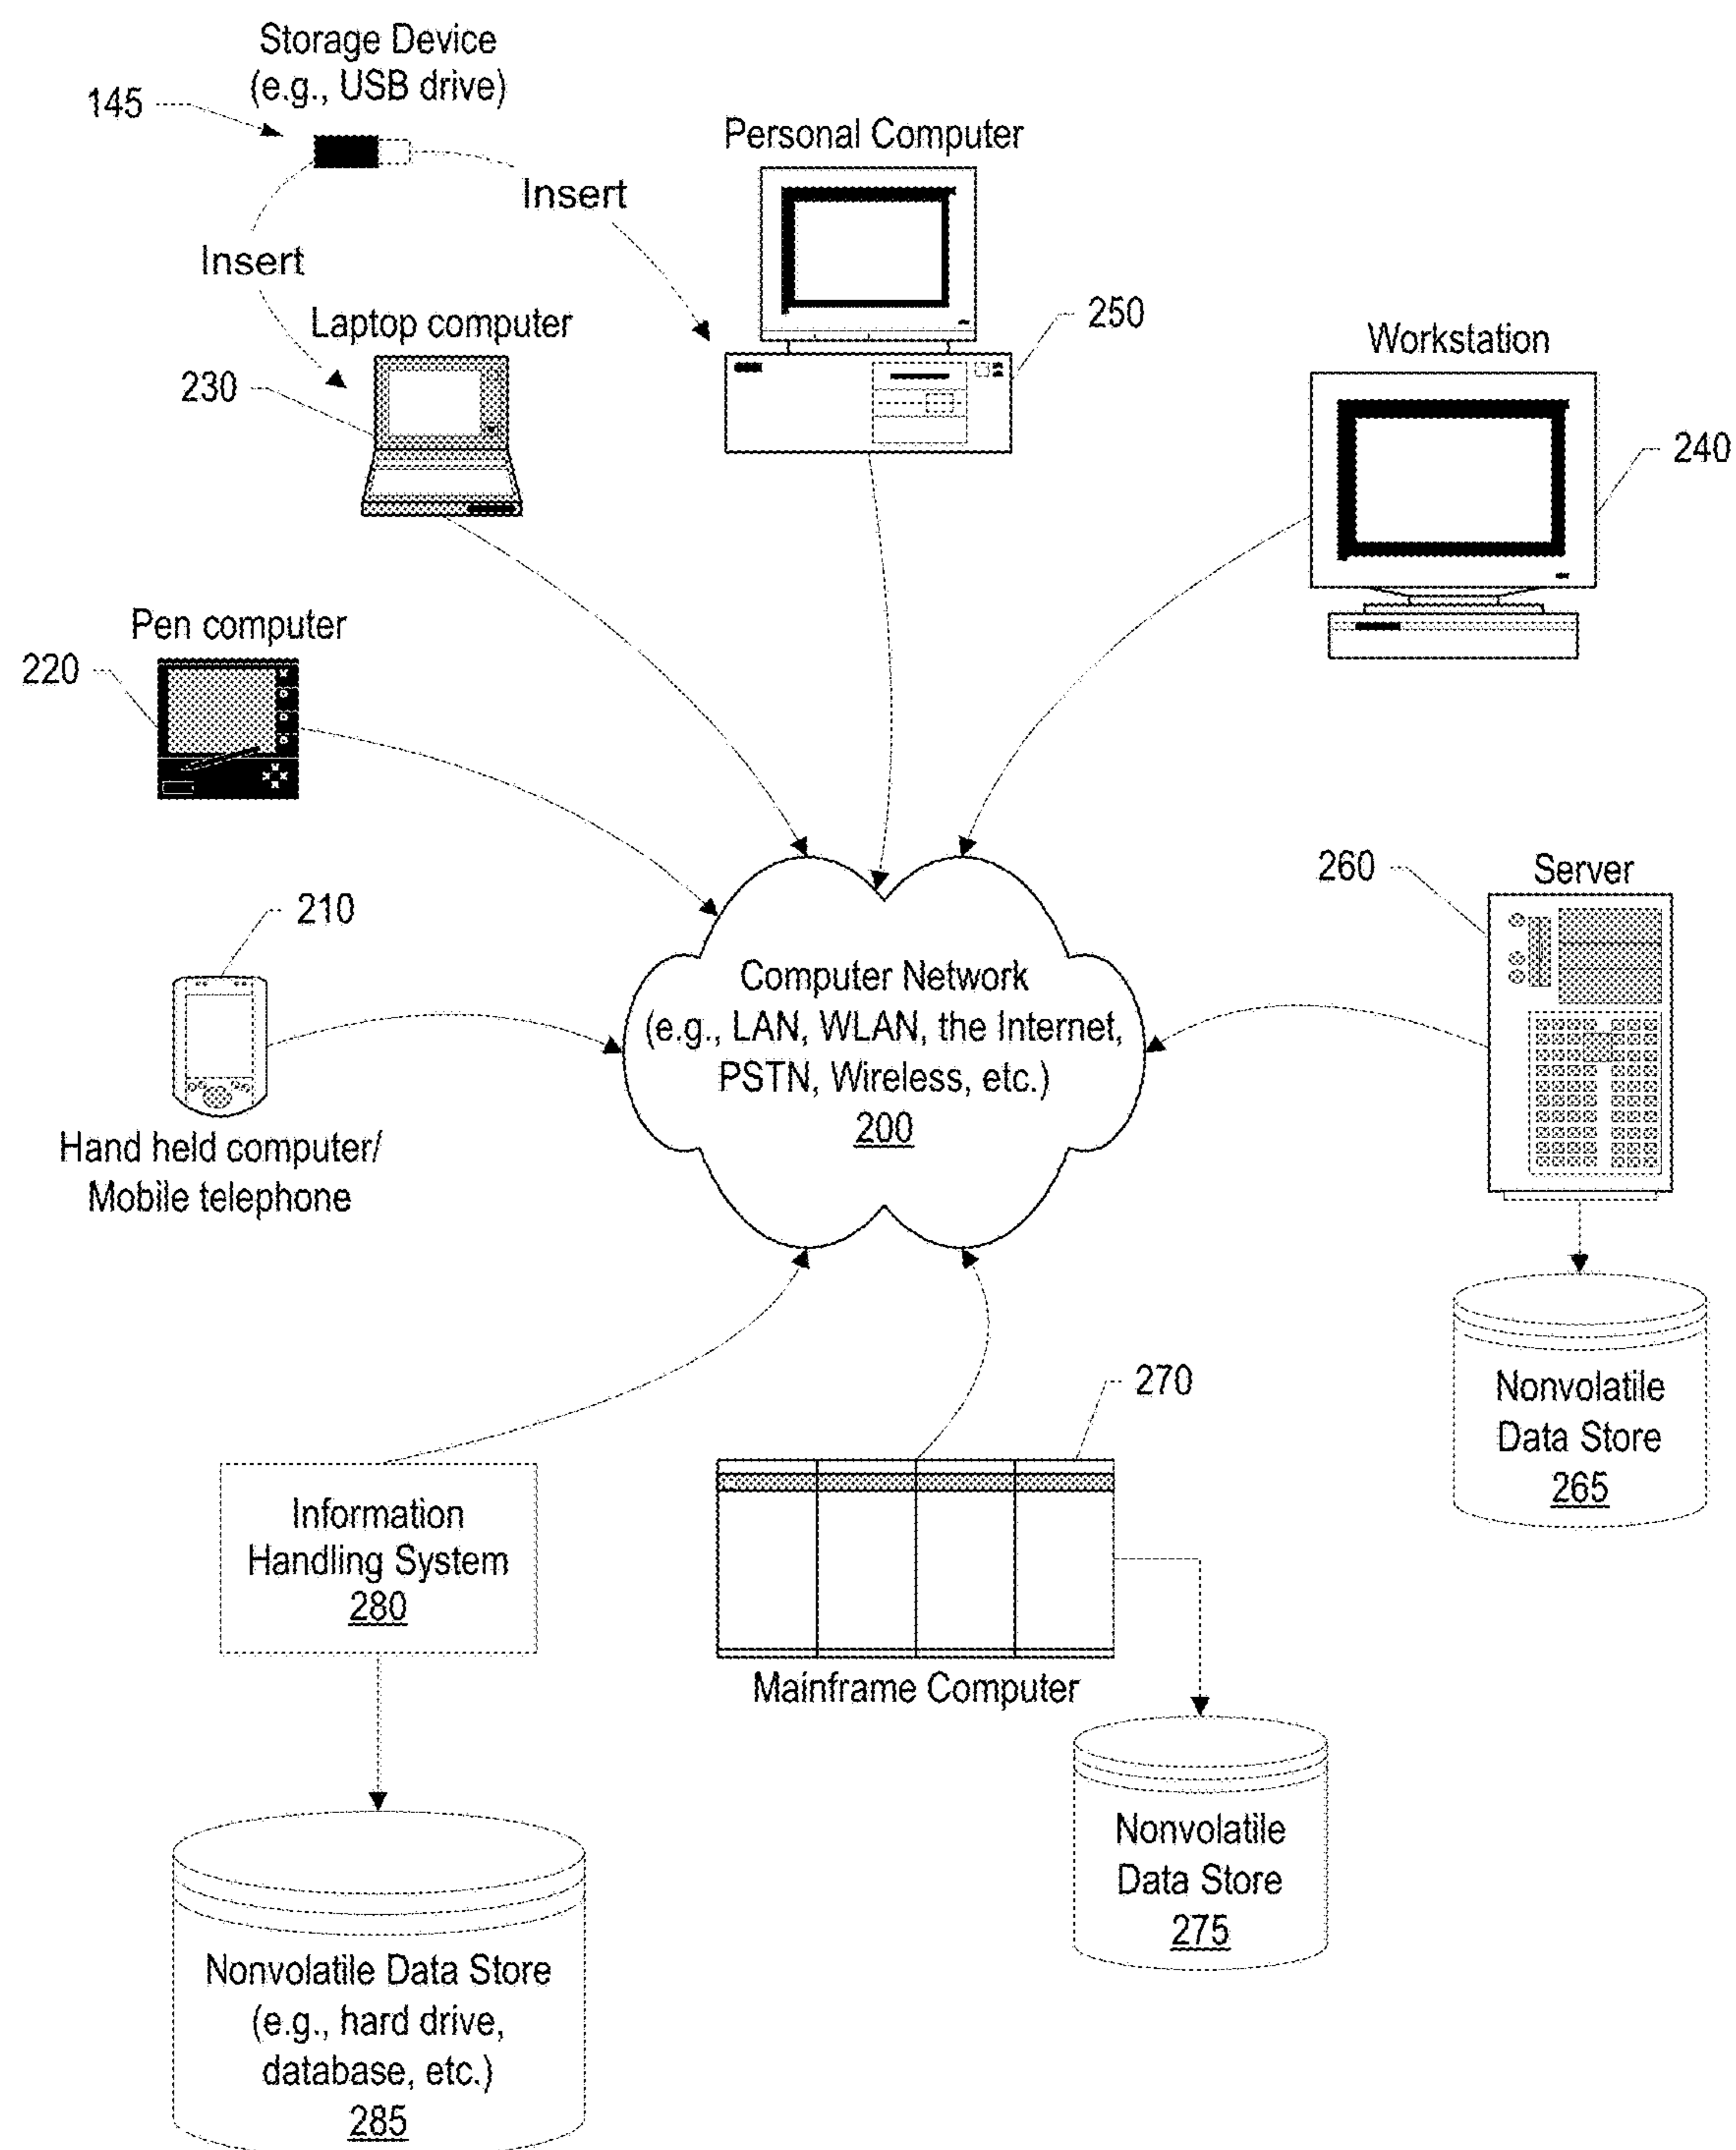 Storage Device
(e.g., USB drive)
145
Personal Computer
Insert
Insert
Laptop computer
250
Workstation
230
240
Pen computer
220
210
260
Server
Computer Network
(e.g., LAN, WLAN, the Internet,
PSTN, Wireless, etc.)
200
Hand held computer/
Mobile telephone
270
Nonvolatile
Data Store
265
Information
Handling System
280
Mainframe Computer
Nonvolatile
Data Store
275
Nonvolatile Data Store
(e.g., hard drive,
database, etc.)
285